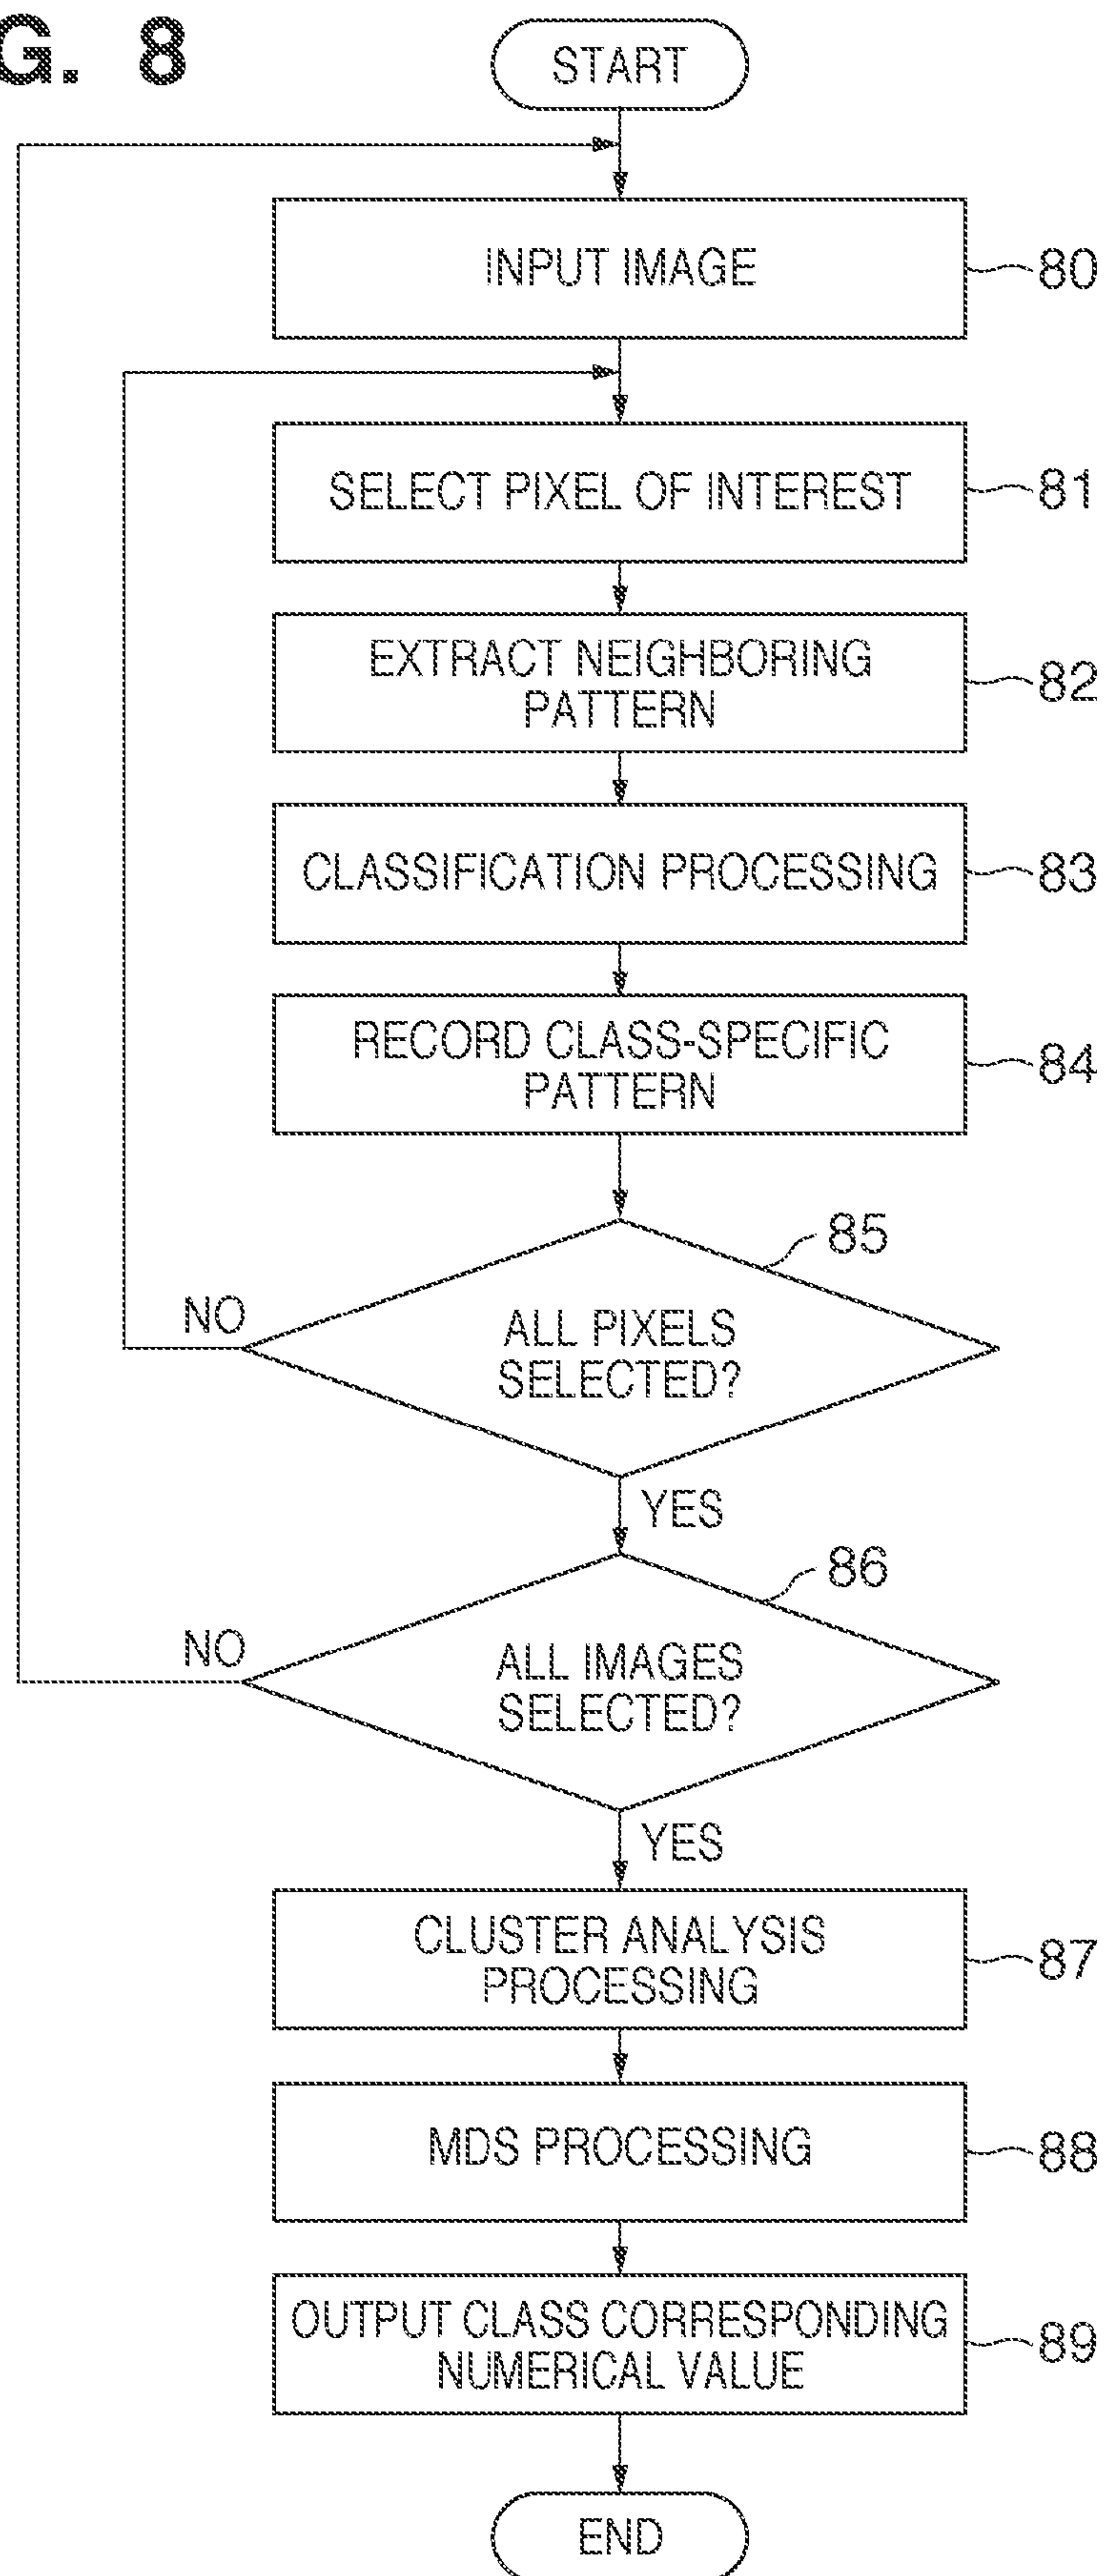 G. 8
START
INPUT IMAGE
80
SELECT PIXEL OF INTEREST
81
EXTRACT NEIGHBORING
PATTERN
82
CLASSIFICATION PROCESSING
83
RECORD CLASS-SPECIFIC
PATTERN
84
85
NO
ALL PIXELS
SELECTED?
YES
86
NO
ALL IMAGES
SELECTED?
YES
CLUSTER ANALYSIS
PROCESSING
87
MDS PROCESSING
88
OUTPUT CLASS CORRESPONDING
NUMERICAL VALUE
89
END